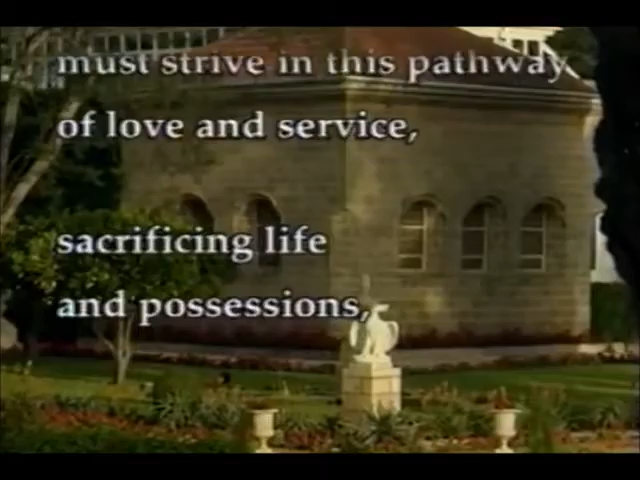 must strive in this pathway
of love and service,
sacrificing life
and possessions,